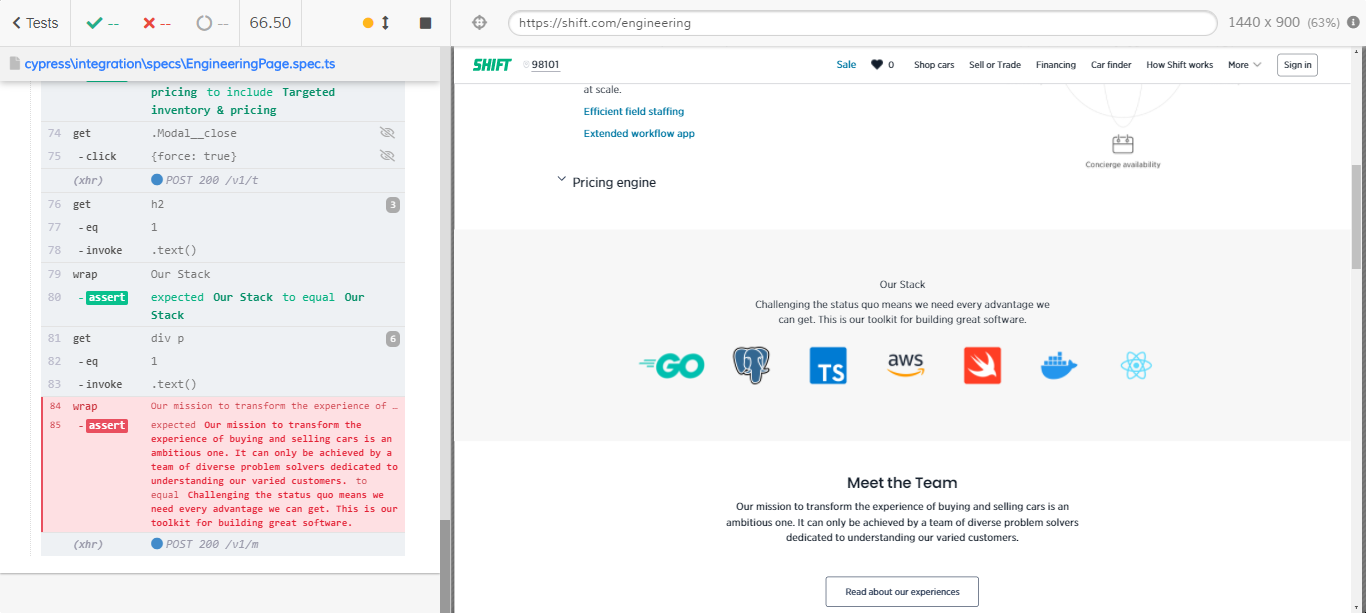 Tests
--
--
--
66.50
cypress\integration\specs\EngineeringPage.spec.ts
pricing to include Targeted
inventory & pricing
74 get .Modal__close
75 -click {force: true}
(xhr) POST 200 /v1/t
76 get h2 3
77 -eq 1
78 -invoke .text()
79 wrap Our Stack
80 -assert expected Our Stack to equal Our
Stack
81 get div p 6
82 -eq 1
83 -invoke .text()
84 wrap Our mission to transform the experience of …
85 -assert expected Our mission to transform the
experience of buying and selling cars is an
ambitious one. It can only be achieved by a
team of diverse problem solvers dedicated to
understanding our varied customers. to
equal Challenging the status quo means we
need every advantage we can get. This is our
toolkit for building great software.
(xhr) POST 200 /v1/m
https://shift.com/engineering
1440 x 900 (63%)
SHIFT
98101
Sale
0
Shop cars
Sell or Trade
Financing
Car finder
How Shift works
More
Sign in
at scale.
Efficient field staffing
Extended workflow app
Concierge availability
Pricing engine
Our Stack
Challenging the status quo means we need every advantage we
can get. This is our toolkit for building great software.
GO
TS
aws
Meet the Team
Our mission to transform the experience of buying and selling cars is an
ambitious one. It can only be achieved by a team of diverse problem solvers
dedicated to understanding our varied customers.
Read about our experiences